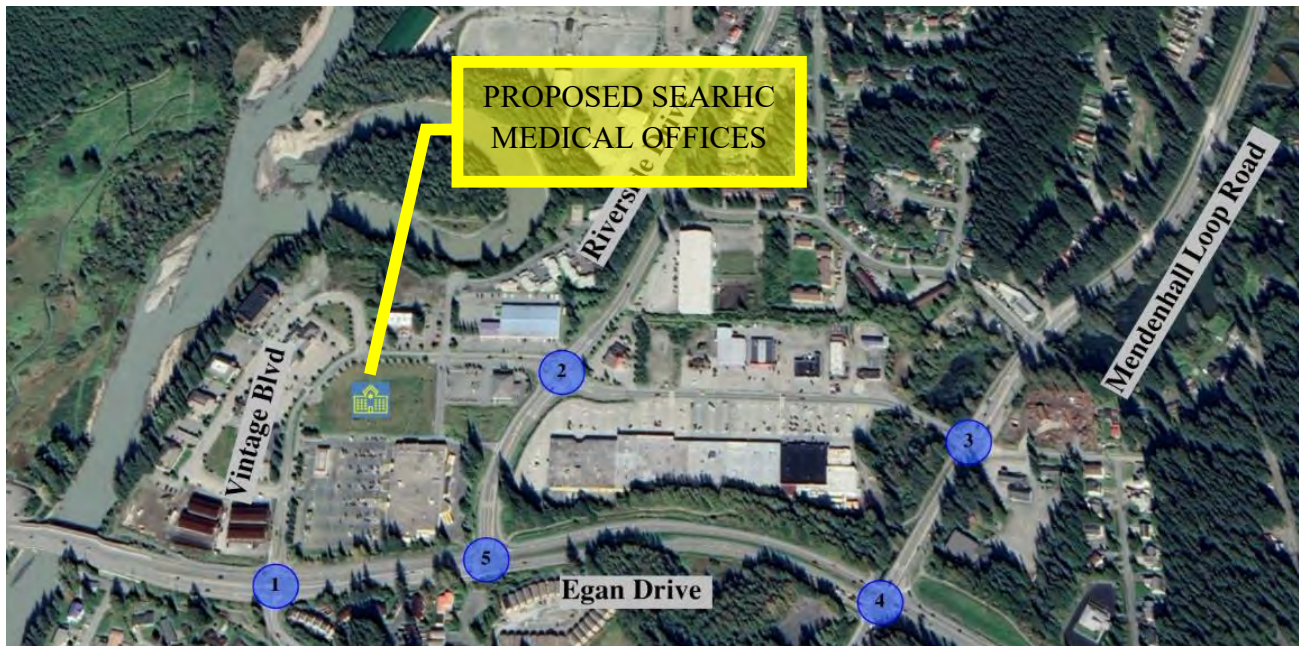 PROPOSED SEARHC
MEDICAL OFFICES
Riverside Drive
Mendenhall Loop Road
2
Vintage Blvd
3
5
1
Egan Drive
4